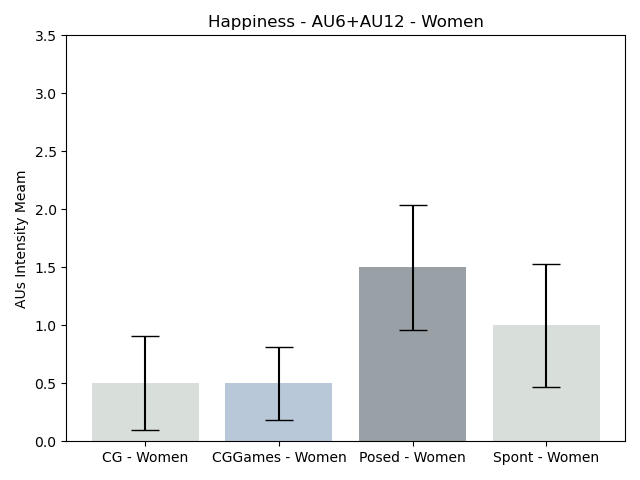 Happiness - AU6+AU12 - Women
AUs Intensity Meam
3.5
3.0
2.5
2.0
1.5
1.0
0.5
0.0
CG - Women
CGGames - Women
Posed - Women
Spont - Women